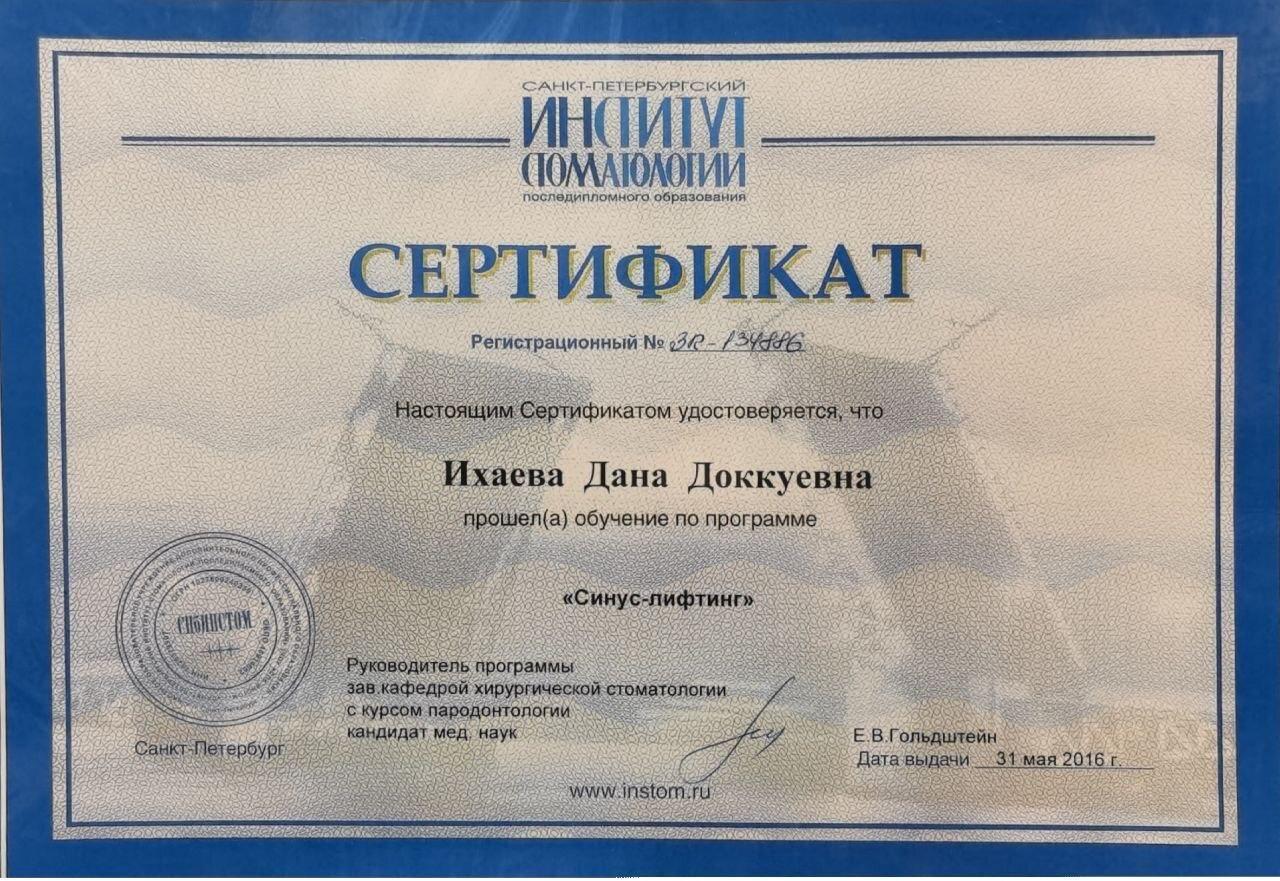 САНКТ-ПЕТЕРБУРГСКИЙ
ИНСТИТУТ
СТОМАТОЛОГИИ
последипломного образования
СЕРТИФИКАТ
Регистрационный № ЗR-134886
Настоящим Сертификатом удостоверяется, что
Ихаева Дана Доккуевна
прошел(а) обучение по программе
«Синус-лифтинг»
СПБИНСТОМ
Руководитель программы
зав.кафедрой хирургической стоматологии
с курсом пародонтологии
кандидат мед. наук
Санкт-Петербург
Е.В.Гольдштейн
Дата выдачи 31 мая 2016 г.
www.instom.ru